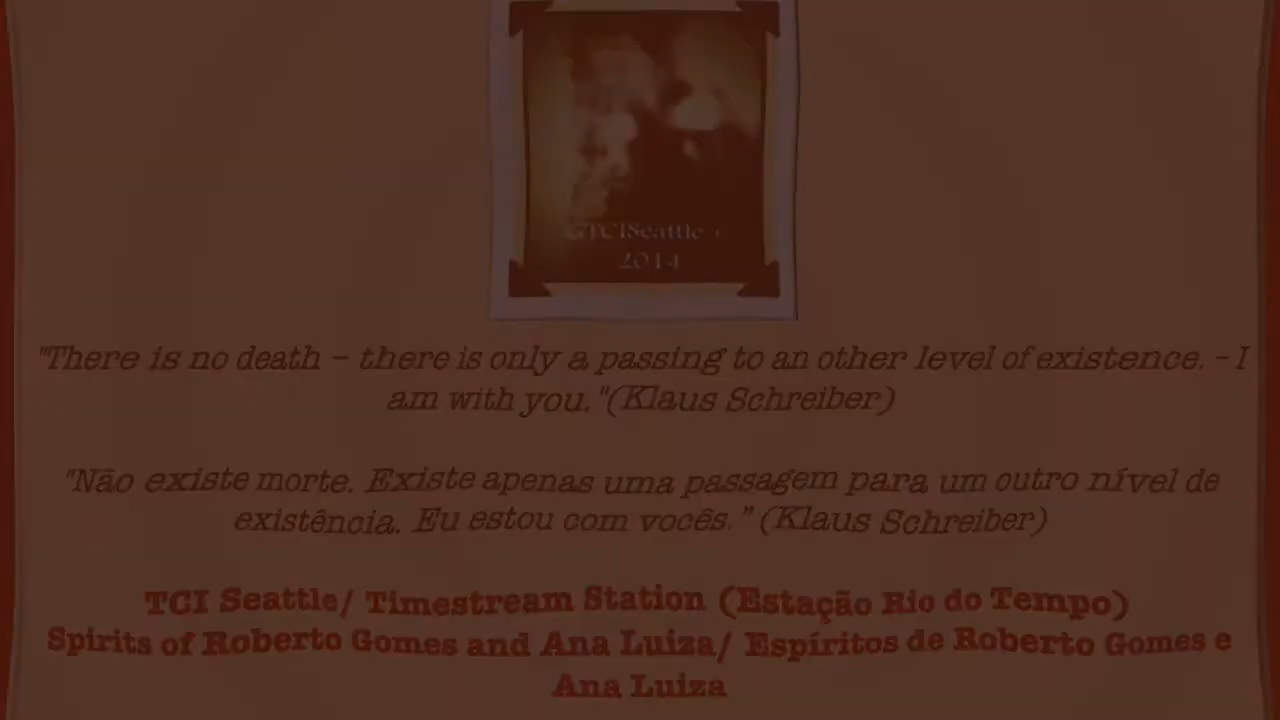 ©TCISeattle -
2014
"There is no death – there is only a passing to an other level of existence. - I
am with you."(Klaus Schreiber)
"Não existe morte. Existe apenas uma passagem para um outro nível de
existência. Eu estou com vocês.” (Klaus Schreiber)
TCI Seattle/ Timestream Station (Estação Rio do Tempo)
Spirits of Roberto Gomes and Ana Luiza/ Espíritos de Roberto Gomes e
Ana Luiza